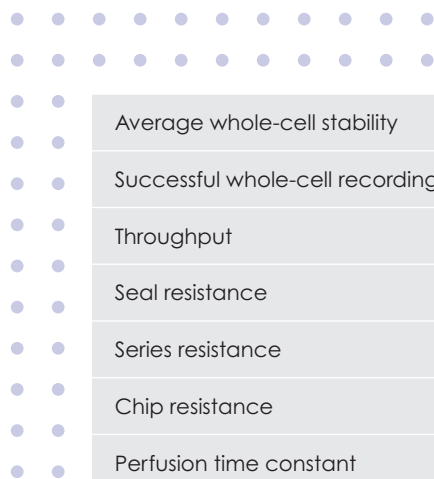 Average whole-cell stability
Successful whole-cell recording
Throughput
Seal resistance
Series resistance
Chip resistance
Perfusion time constant